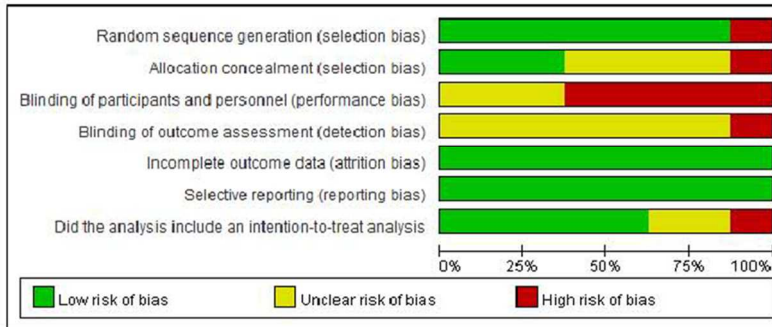 Random sequence generation (selection bias)
Allocation concealment (selection bias)
Blinding of participants and personnel (performance bias)
Blinding of outcome assessment (detection bias)
Incomplete outcome data (attrition bias)
Selective reporting (reporting bias)
Did the analysis include an intention-to-treat analysis
0% 25% 50% 75% 100%
Low risk of bias Unclear risk of bias High risk of bias